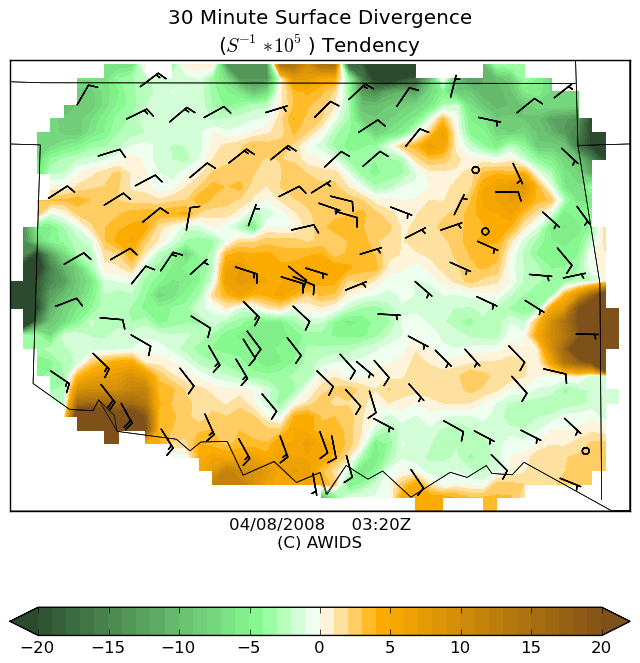 30 Minute Surface Divergence
(S⁻¹ *10⁵ ) Tendency
04/08/2008 03:20Z
(C) AWIDS
−20 −15 −10 −5 0 5 10 15 20